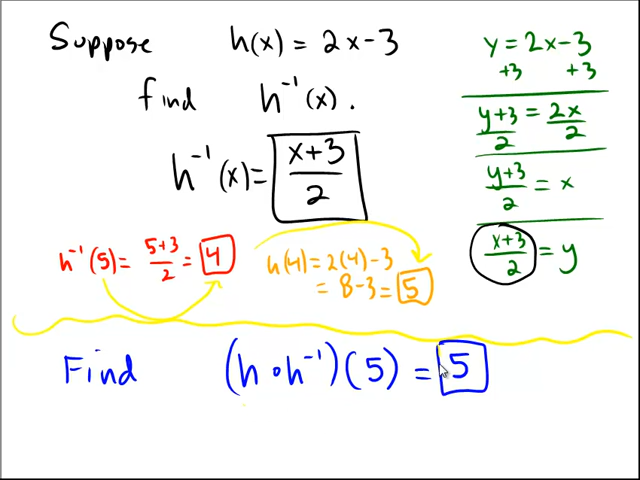 Suppose h(x) = 2x-3
find h⁻¹(x).
h⁻¹(x) = (x+3)/2
y = 2x-3
+3 +3
(y+3)/2 = 2x/2
(y+3)/2 = x
(x+3)/2 = y
h⁻¹(5) = (5+3)/2 = 4
h(4) = 2(4)-3
= 8-3 = 5
Find (h∘h⁻¹)(5) = 5